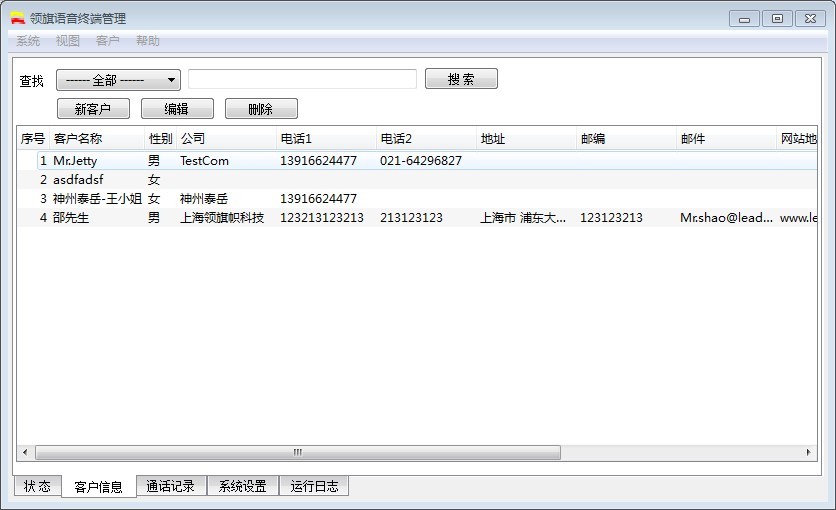 领旗语音终端管理
系统 视图 客户 帮助
查找 ------ 全部 ------ 搜 索
新客户 编辑 删除
序号 客户名称 性别 公司 电话1 电话2 地址 邮编 邮件 网站地
1 Mr.Jetty 男 TestCom 13916624477 021-64296827
2 asdfadsf 女
3 神州泰岳-王小姐 女 神州泰岳 13916624477
4 邵先生 男 上海领旗帜科技 123213123213 213123123 上海市 浦东大... 123123213 Mr.shao@lead... www.le
状 态 客户信息 通话记录 系统设置 运行日志